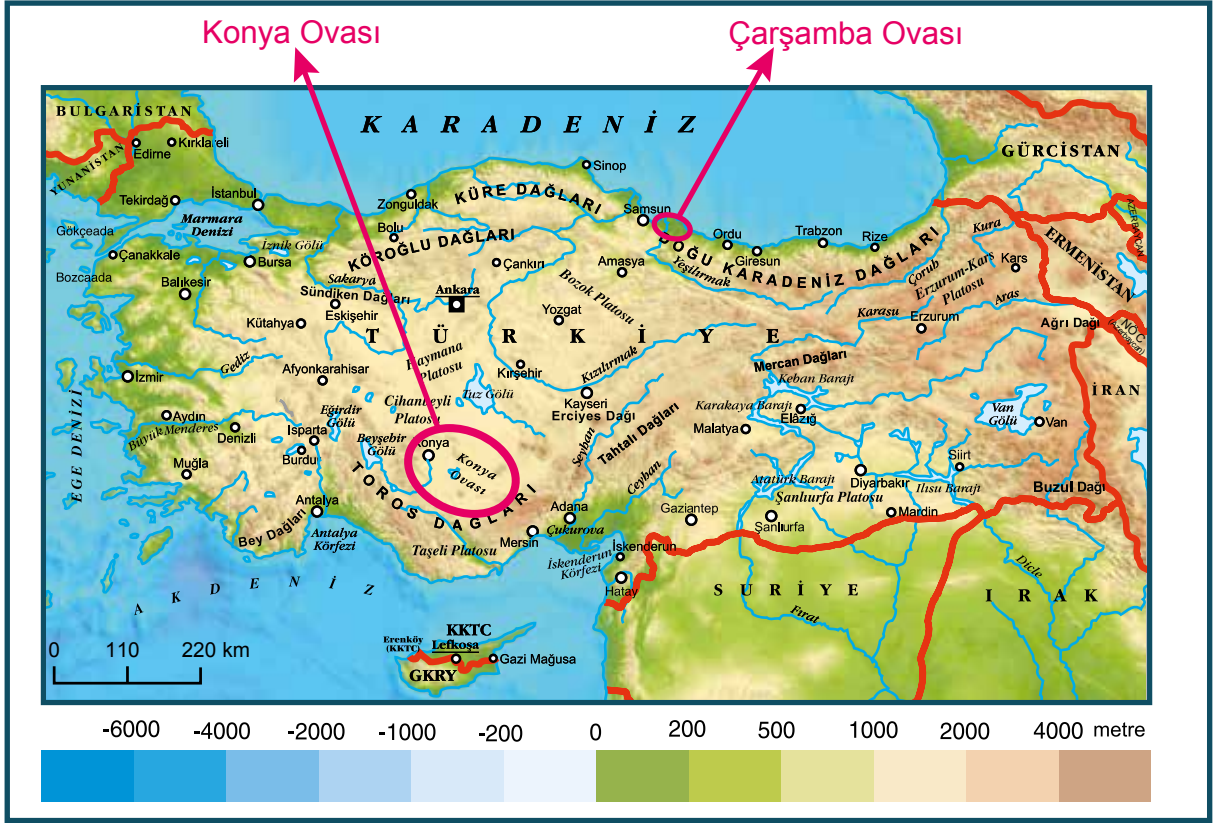 Konya Ovası
Çarşamba Ovası
BULGARİSTAN
KARADENİZ
Kırklareli
Edirne
YUNANİSTAN
Sinop
GÜRCİSTAN
Tekirdağ
İstanbul
Zonguldak
KÜRE DAĞLARI
Samsun
AZERBAYCAN
Marmara
Denizi
Gökçeada
İznik Gölü
Bolu
Ordu
Trabzon
Rize
Kura
Çanakkale
Bursa
KÖROĞLU DAĞLARI
Giresun
DOĞU KARADENİZ DAĞLARI
ERMENİSTAN
Çankırı
Amasya
Yeşilırmak
Çoruh
Kars
Bozcaada
Balıkesir
Sakarya
Sündiken Dağları
Ankara
Bozok Platosu
Erzurum-Kars
Platosu
Aras
Eskişehir
Kütahya
Yozgat
Karasu
Erzurum
Ağrı Dağı
NÖC
(Azerbaycan)
TÜRKİYE
Gediz
Haymana
Platosu
Kırşehir
Kızılırmak
Mercan Dağları
İzmir
Afyonkarahisar
Tuz Gölü
Kayseri
Erciyes Dağı
Keban Barajı
İRAN
Cihanbeyli
Platosu
Karakaya Barajı
Elâzığ
Van
Gölü
Van
Aydın
Büyük Menderes
Denizli
Eğirdir
Gölü
Isparta
Burdur
Beyşehir
Gölü
Konya
Konya
Ovası
Seyhan
Tahtalı Dağları
Malatya
Siirt
Muğla
Ceyhan
Atatürk Barajı
Diyarbakır
Ilısu Barajı
Şanlıurfa Platosu
Buzul Dağı
EGE DENİZİ
Antalya
TOROS DAĞLARI
Adana
Gaziantep
Şanlıurfa
Mardin
Bey Dağları
Antalya
Körfezi
Taşeli Platosu
Mersin
Çukurova
İskenderun
İskenderun
Körfezi
Hatay
SURİYE
Dicle
IRAK
Fırat
AKDENİZ
KKTC
Erenköy
(KKTC)
Lefkoşa
Gazi Mağusa
GKRY
0 110 220 km
-6000 -4000 -2000 -1000 -200 0 200 500 1000 2000 4000 metre